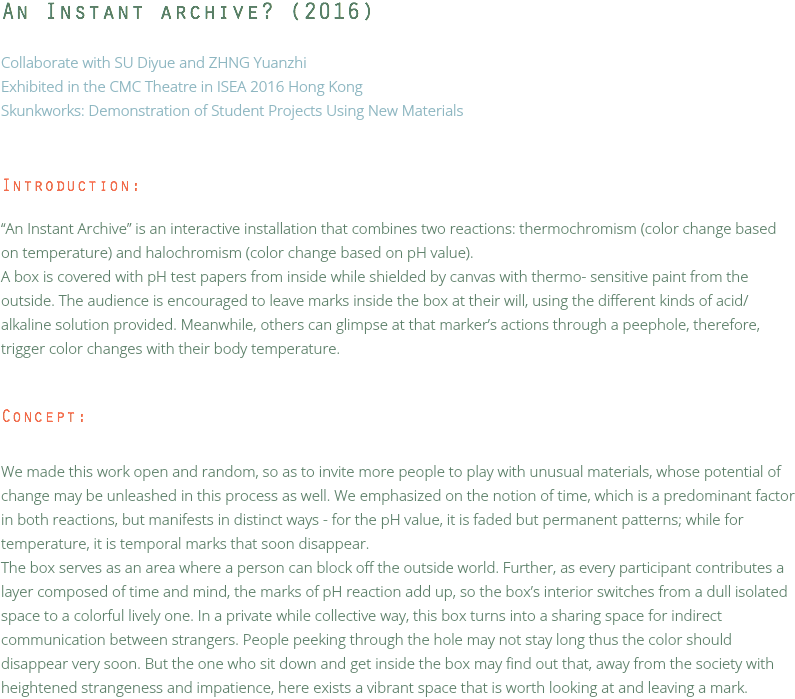 An Instant archive? (2016)
Collaborate with SU Diyue and ZHNG Yuanzhi
Exhibited in the CMC Theatre in ISEA 2016 Hong Kong
Skunkworks: Demonstration of Student Projects Using New Materials
Introduction:
“An Instant Archive” is an interactive installation that combines two reactions: thermochromism (color change based
on temperature) and halochromism (color change based on pH value).
A box is covered with pH test papers from inside while shielded by canvas with thermo- sensitive paint from the
outside. The audience is encouraged to leave marks inside the box at their will, using the different kinds of acid/
alkaline solution provided. Meanwhile, others can glimpse at that marker’s actions through a peephole, therefore,
trigger color changes with their body temperature.
Concept:
We made this work open and random, so as to invite more people to play with unusual materials, whose potential of
change may be unleashed in this process as well. We emphasized on the notion of time, which is a predominant factor
in both reactions, but manifests in distinct ways - for the pH value, it is faded but permanent patterns; while for
temperature, it is temporal marks that soon disappear.
The box serves as an area where a person can block off the outside world. Further, as every participant contributes a
layer composed of time and mind, the marks of pH reaction add up, so the box’s interior switches from a dull isolated
space to a colorful lively one. In a private while collective way, this box turns into a sharing space for indirect
communication between strangers. People peeking through the hole may not stay long thus the color should
disappear very soon. But the one who sit down and get inside the box may find out that, away from the society with
heightened strangeness and impatience, here exists a vibrant space that is worth looking at and leaving a mark.